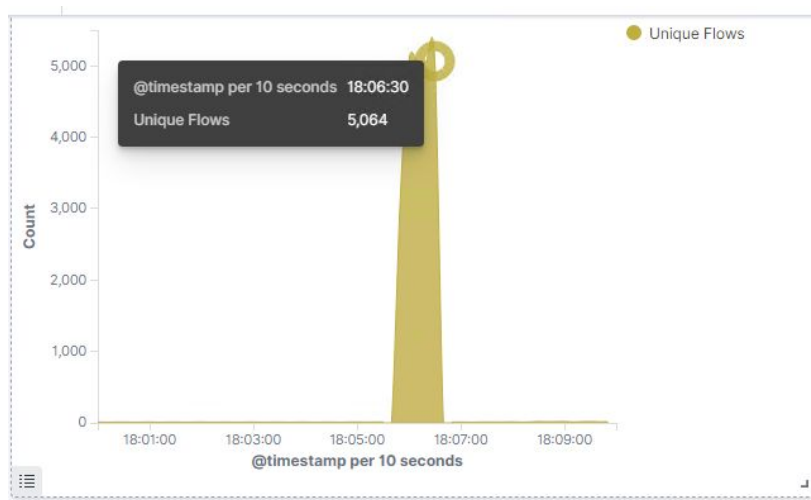 Unique Flows
@timestamp per 10 seconds 18:06:30
Unique Flows 5,064
5,000
4,000
3,000
2,000
1,000
0
Count
18:01:00 18:03:00 18:05:00 18:07:00 18:09:00
@timestamp per 10 seconds